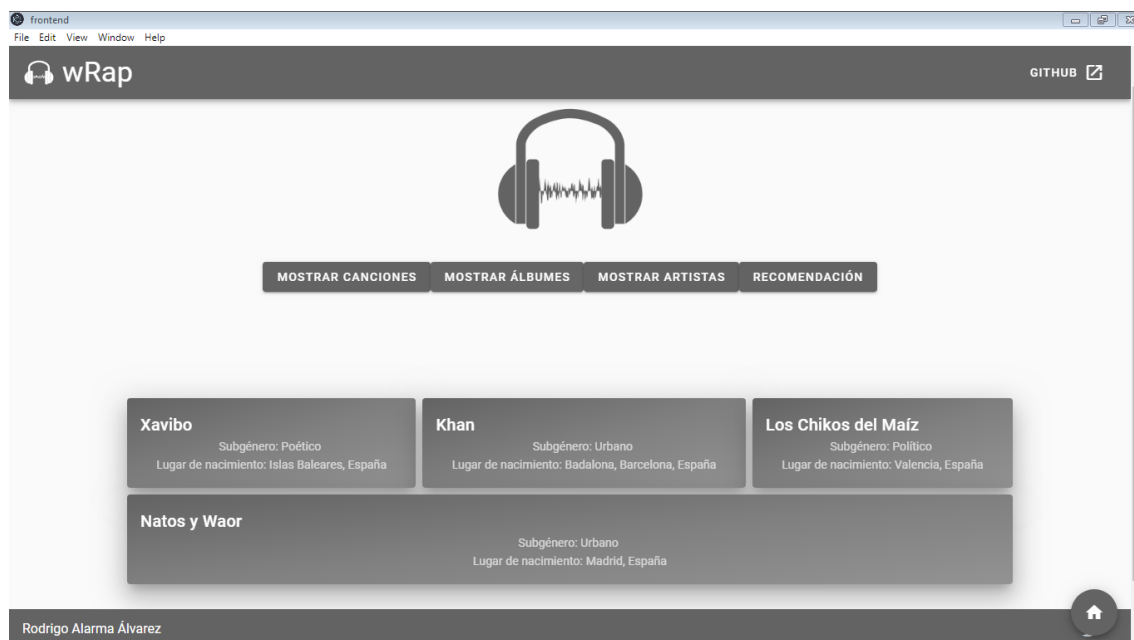 frontend
File Edit View Window Help
wRap
GITHUB
MOSTRAR CANCIONES MOSTRAR ÁLBUMES MOSTRAR ARTISTAS RECOMENDACIÓN
Xavibo
Subgénero: Poético
Lugar de nacimiento: Islas Baleares, España
Khan
Subgénero: Urbano
Lugar de nacimiento: Badalona, Barcelona, España
Los Chikos del Maíz
Subgénero: Político
Lugar de nacimiento: Valencia, España
Natos y Waor
Subgénero: Urbano
Lugar de nacimiento: Madrid, España
Rodrigo Alarma Álvarez